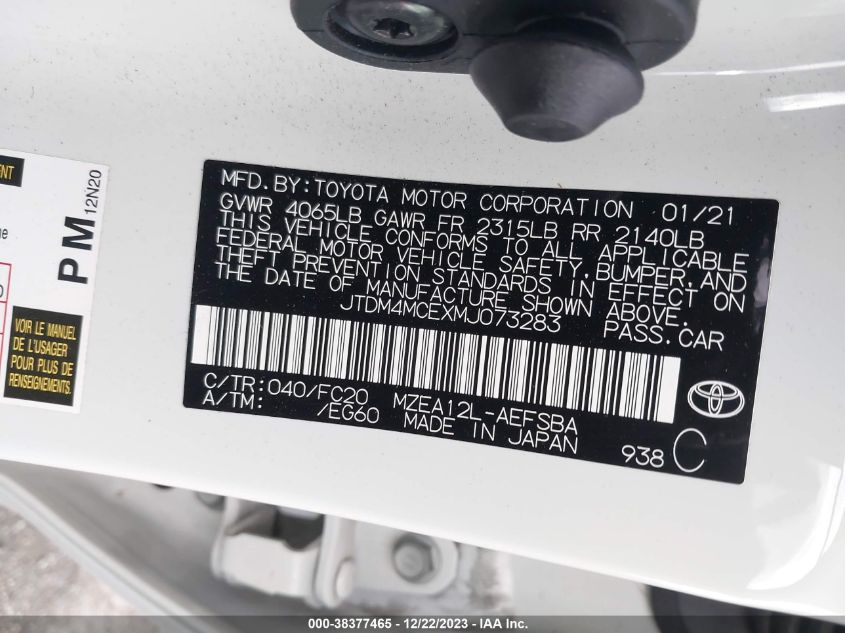 ENT
PM 12N20
VOIR LE MANUEL
DE L'USAGER
POUR PLUS DE
RENSEIGNEMENTS.
MFD.BY:TOYOTA MOTOR CORPORATION 01/21
GVWR 4065LB GAWR FR 2315LB RR 2140LB
THIS VEHICLE CONFORMS TO ALL APPLICABLE
FEDERAL MOTOR VEHICLE SAFETY,BUMPER,AND
THEFT PREVENTION STANDARDS IN EFFECT ON
THE DATE OF MANUFACTURE SHOWN ABOVE.
JTDM4MCEXMJ073283 PASS.CAR
C/TR:040/FC20 MZEA12L-AEFSBA
A/TM: /EG60 MADE IN JAPAN
938 C
000-38377465 - 12/22/2023 - IAA Inc.